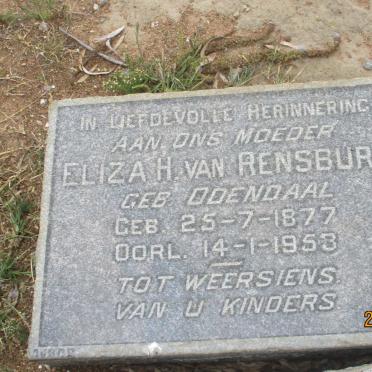 IN LIEFDEVOLLE HERINNERING
AAN ONS MOEDER
ELIZA H. VAN RENSBUR
GEB. ODENDAAL
GEB. 25-7-1877
OORL. 14-1-1953
TOT WEERSIENS.
VAN U KINDERS